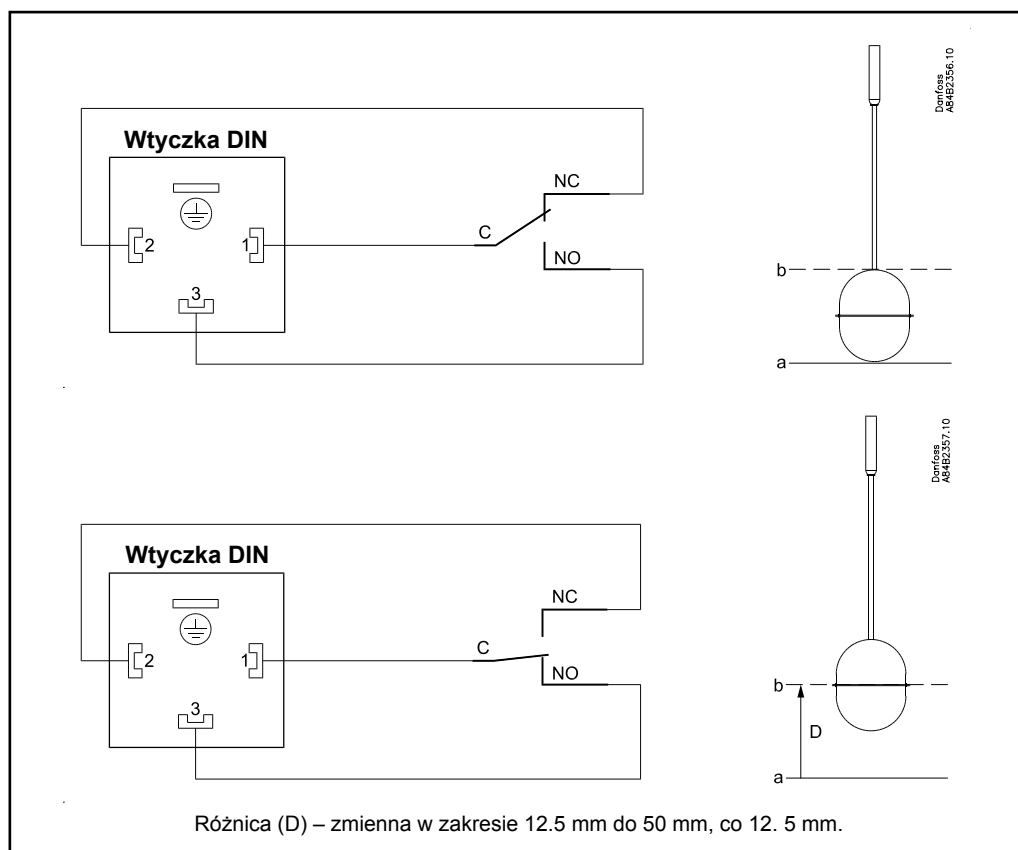 Wtyczka DIN
2
1
3
C
NC
NO
b
a
Danfoss
A84B2356.10
Wtyczka DIN
2
1
3
C
NC
NO
b
D
a
Danfoss
A84B2357.10
Różnica (D) – zmienna w zakresie 12.5 mm do 50 mm, co 12. 5 mm.